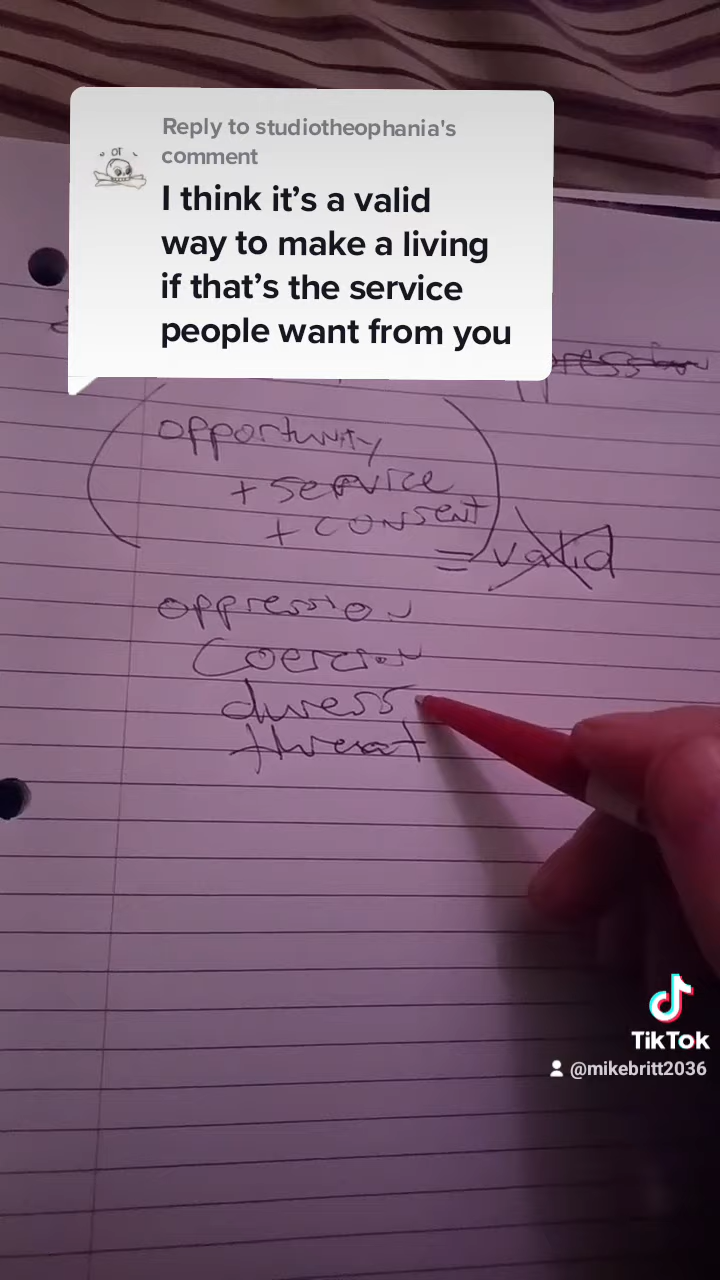 Reply to studiotheophania's
comment
I think it’s a valid
way to make a living
if that’s the service
people want from you
opportunity
+ service
+ consent
= valid
oppression
coercion
duress
threat
TikTok
@mikebritt2036